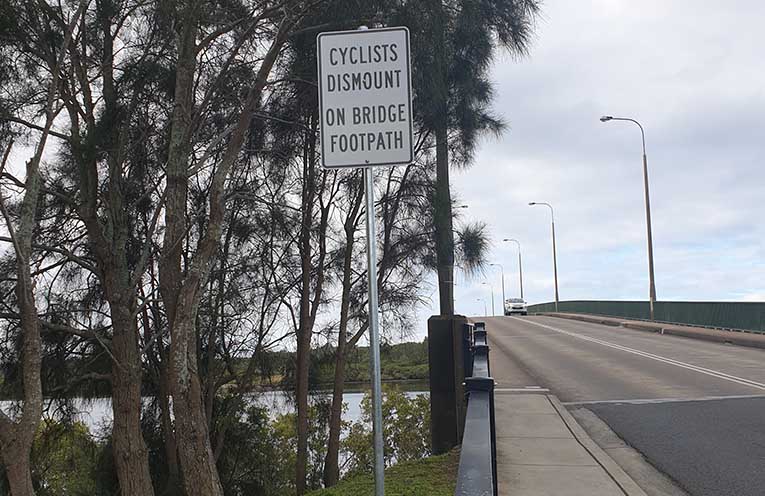 CYCLISTS
DISMOUNT
ON BRIDGE
FOOTPATH